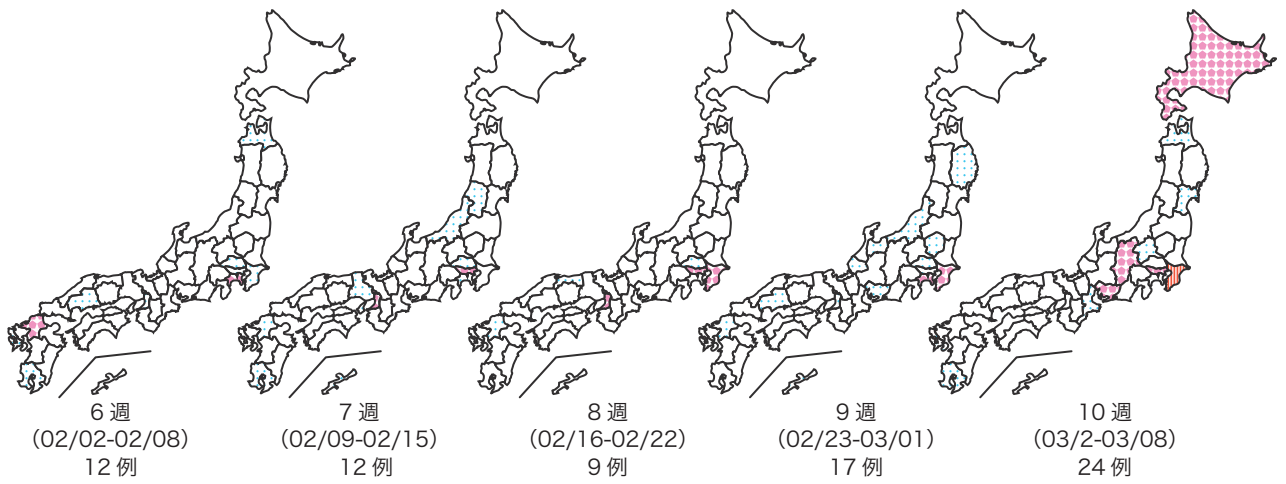 6 週
（02/02-02/08）
12 例
7 週
（02/09-02/15）
12 例
8 週
（02/16-02/22）
9 例
9 週
（02/23-03/01）
17 例
10 週
（03/2-03/08）
24 例